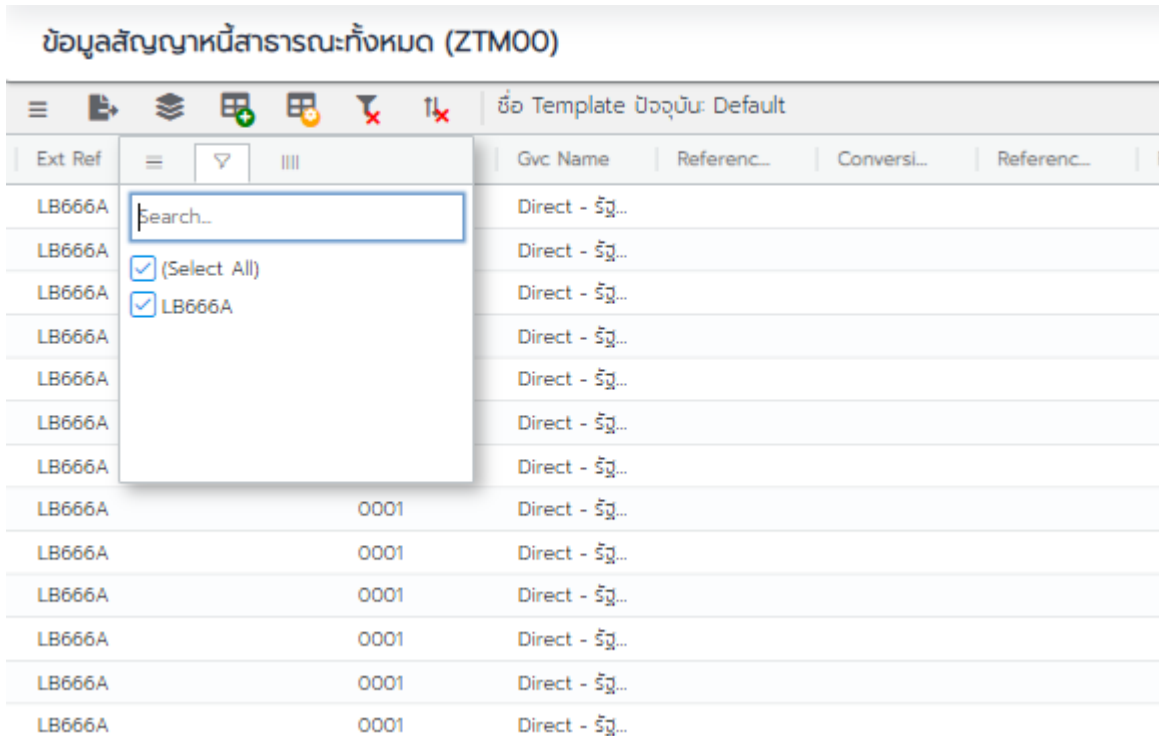 ข้อมูลสัญญาหนี้สาธารณะทั้งหมด (ZTM00)
ชื่อ Template ปัจจุบัน: Default
Ext Ref Gvc Name Referenc... Conversi... Referenc...
Search...
(Select All)
LB666A
LB666A Direct - รัฐ...
LB666A Direct - รัฐ...
LB666A Direct - รัฐ...
LB666A Direct - รัฐ...
LB666A Direct - รัฐ...
LB666A Direct - รัฐ...
LB666A Direct - รัฐ...
LB666A 0001 Direct - รัฐ...
LB666A 0001 Direct - รัฐ...
LB666A 0001 Direct - รัฐ...
LB666A 0001 Direct - รัฐ...
LB666A 0001 Direct - รัฐ...
LB666A 0001 Direct - รัฐ...